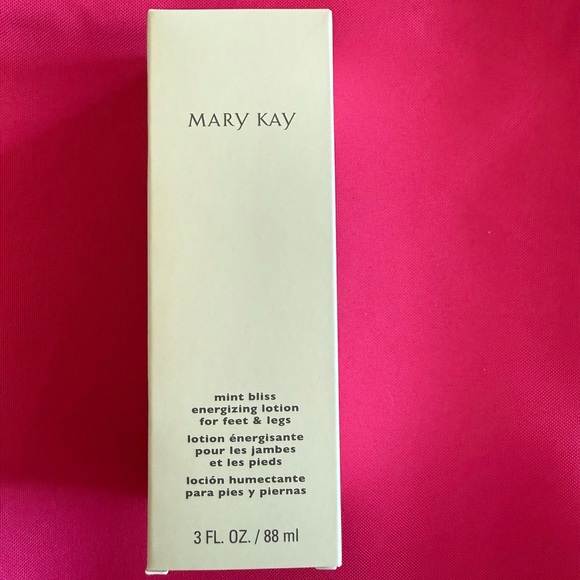 MARY KAY
mint bliss
energizing lotion
for feet & legs
lotion énergisante
pour les jambes
et les pieds
loción humectante
para pies y piernas
3 FL. OZ. / 88 ml